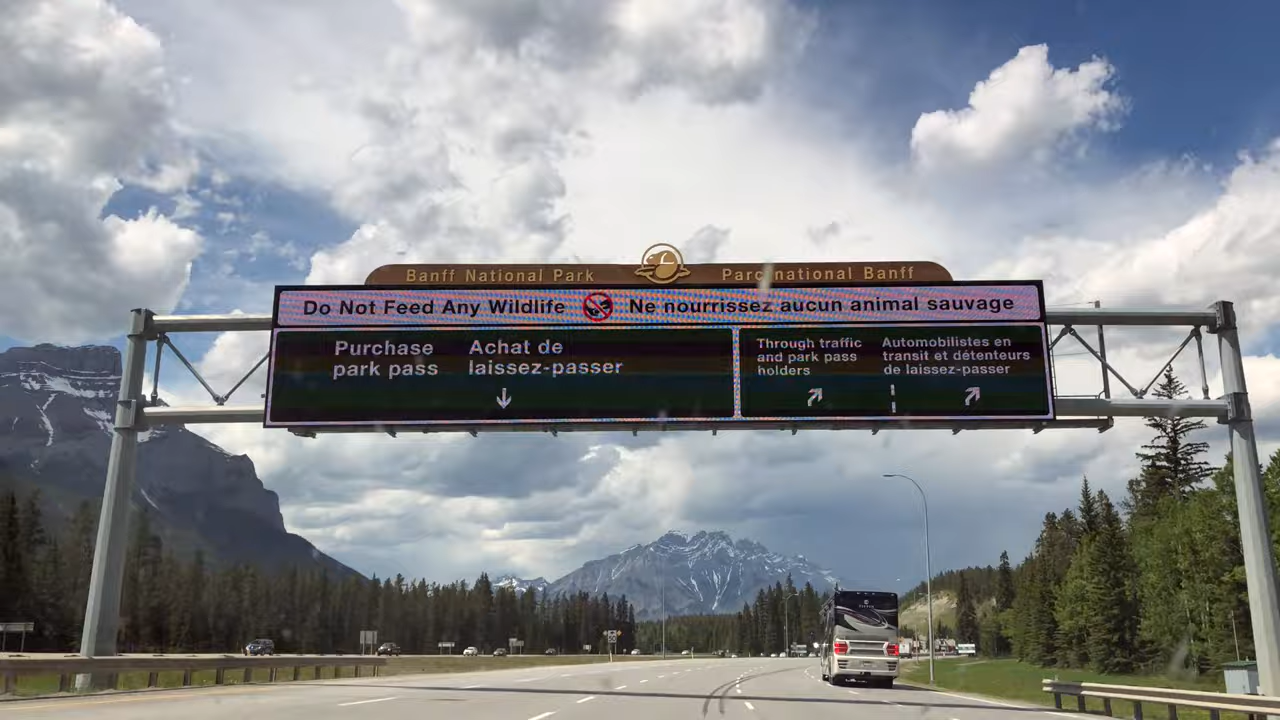 Banff National Park
Parc national Banff
Do Not Feed Any Wildlife
Ne nourrissez aucun animal sauvage
Purchase
park pass
Achat de
laissez-passer
Through traffic
and park pass
holders
Automobilistes en
transit et détenteurs
de laissez-passer